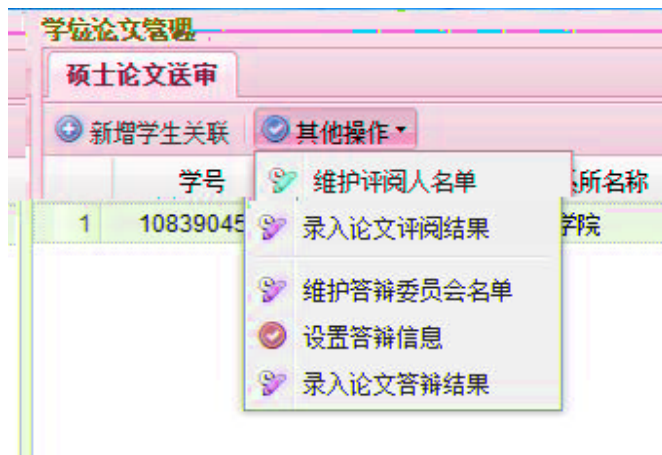 学位论文管理
硕士论文送审
新增学生关联 其他操作
学号 所名称
维护评阅人名单
1 10839045 学院
录入论文评阅结果
维护答辩委员会名单
设置答辩信息
录入论文答辩结果